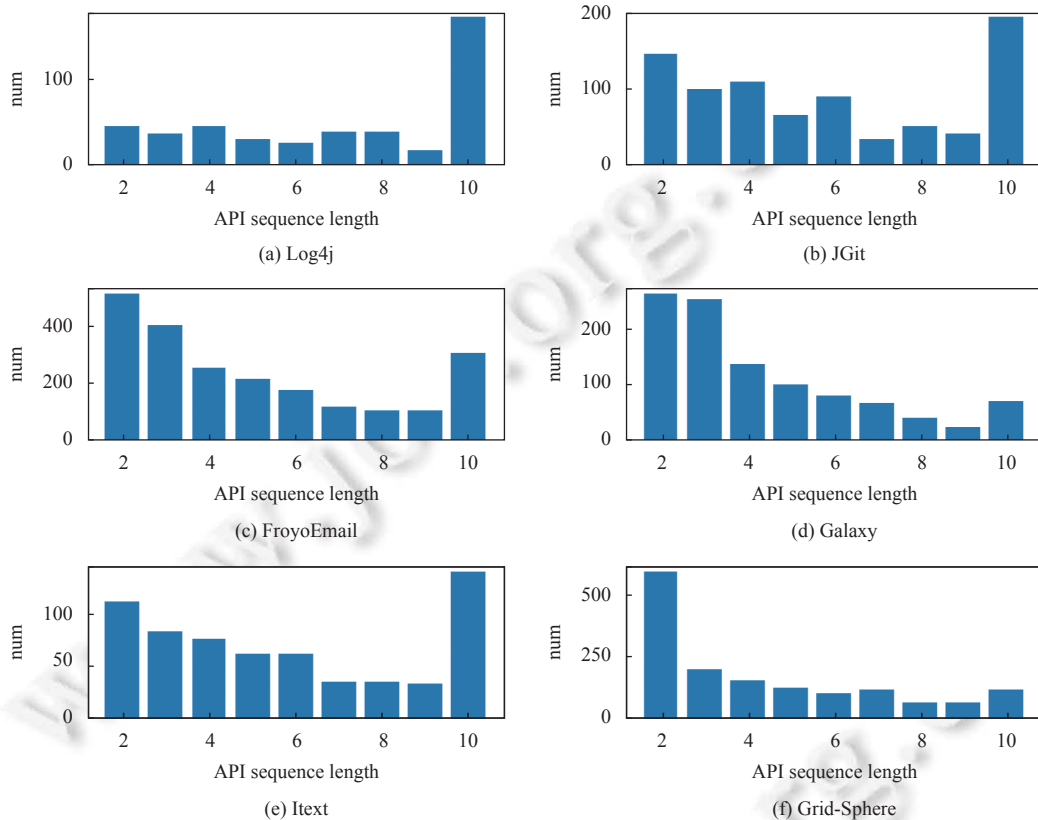 100
0
num
2 4 6 8 10
API sequence length
(a) Log4j
200
100
0
num
2 4 6 8 10
API sequence length
(b) JGit
400
200
0
num
2 4 6 8 10
API sequence length
(c) FroyoEmail
200
100
0
num
2 4 6 8 10
API sequence length
(d) Galaxy
100
50
0
num
2 4 6 8 10
API sequence length
(e) Itext
500
250
0
num
2 4 6 8 10
API sequence length
(f) Grid-Sphere